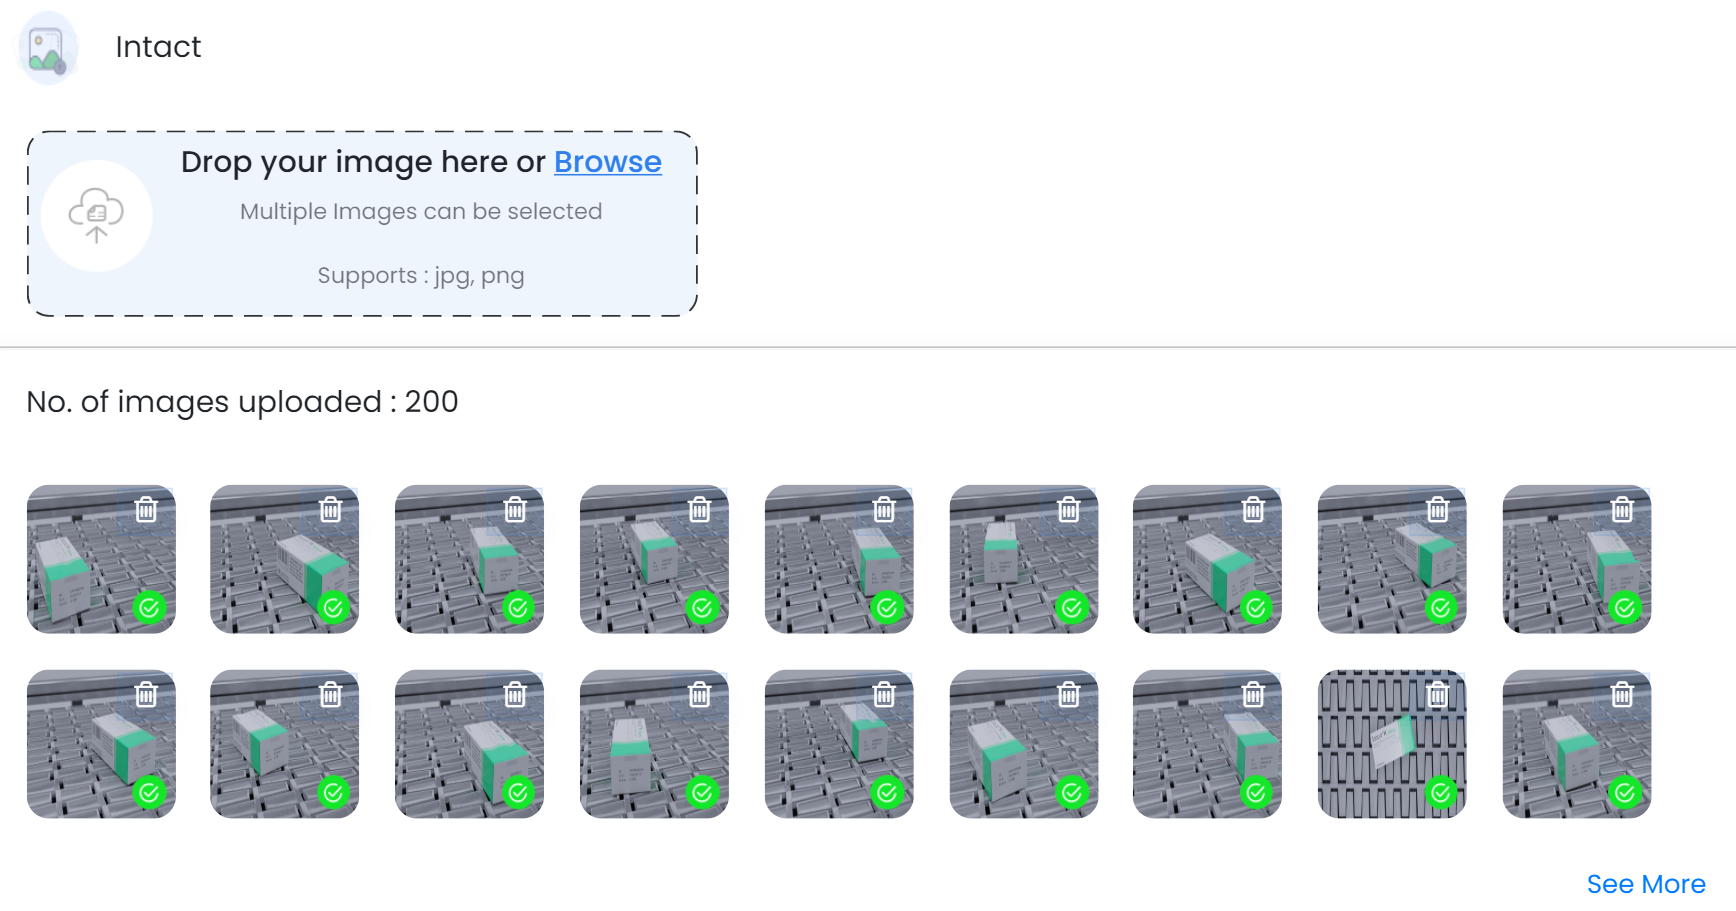 Intact
Drop your image here or Browse
Multiple Images can be selected
Supports : jpg, png
No. of images uploaded : 200
See More